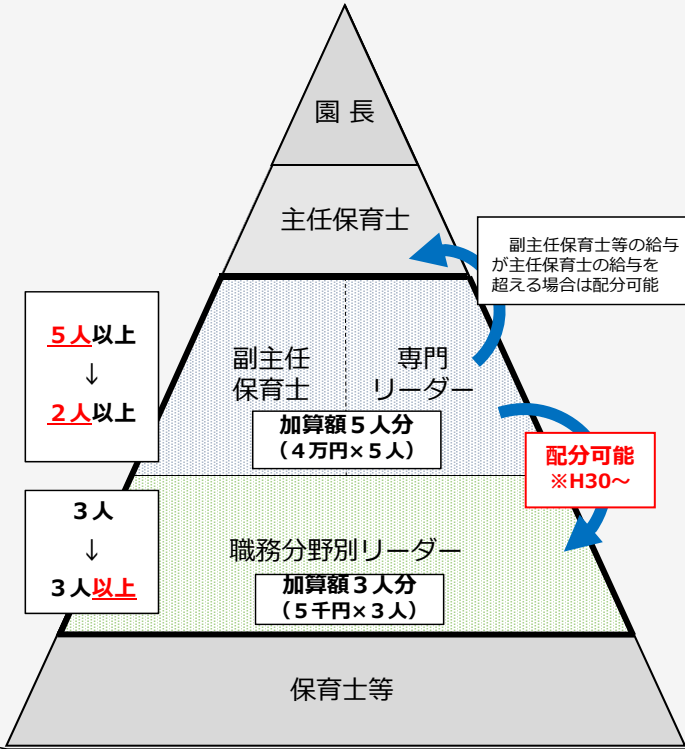 園 長
主任保育士
副主任保育士等の給与
が主任保育士の給与を
超える場合は配分可能
５人以上
↓
２人以上
副主任
保育士
専門
リーダー
加算額５人分
（４万円×５人）
配分可能
※H30～
３人
↓
３人以上
職務分野別リーダー
加算額３人分
（５千円×３人）
保育士等